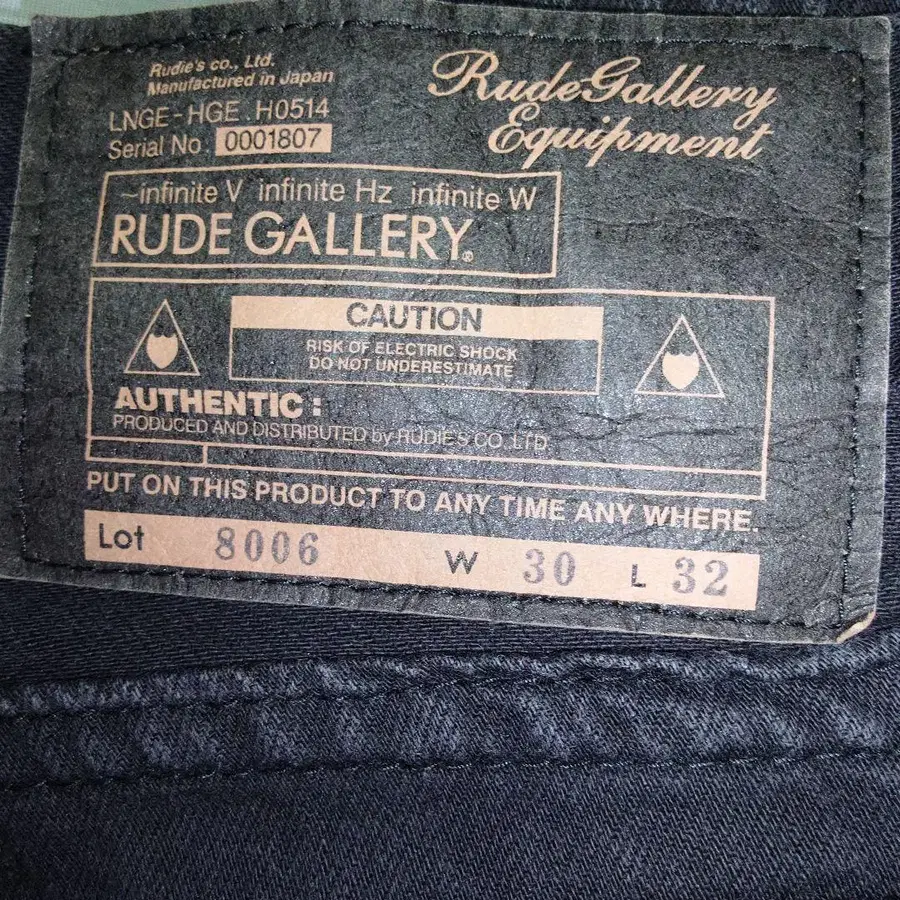 Rudie's co., Ltd.
Manufactured in Japan
LNGE-HGE.H0514
Serial No. 0001807
RudeGallery
Equipment
~infinite V infinite Hz infinite W
RUDE GALLERY®
CAUTION
RISK OF ELECTRIC SHOCK
DO NOT UNDERESTIMATE
AUTHENTIC:
PRODUCED AND DISTRIBUTED by RUDIE'S CO. LTD.
PUT ON THIS PRODUCT TO ANY TIME ANY WHERE.
Lot 8006 W 30 L 32